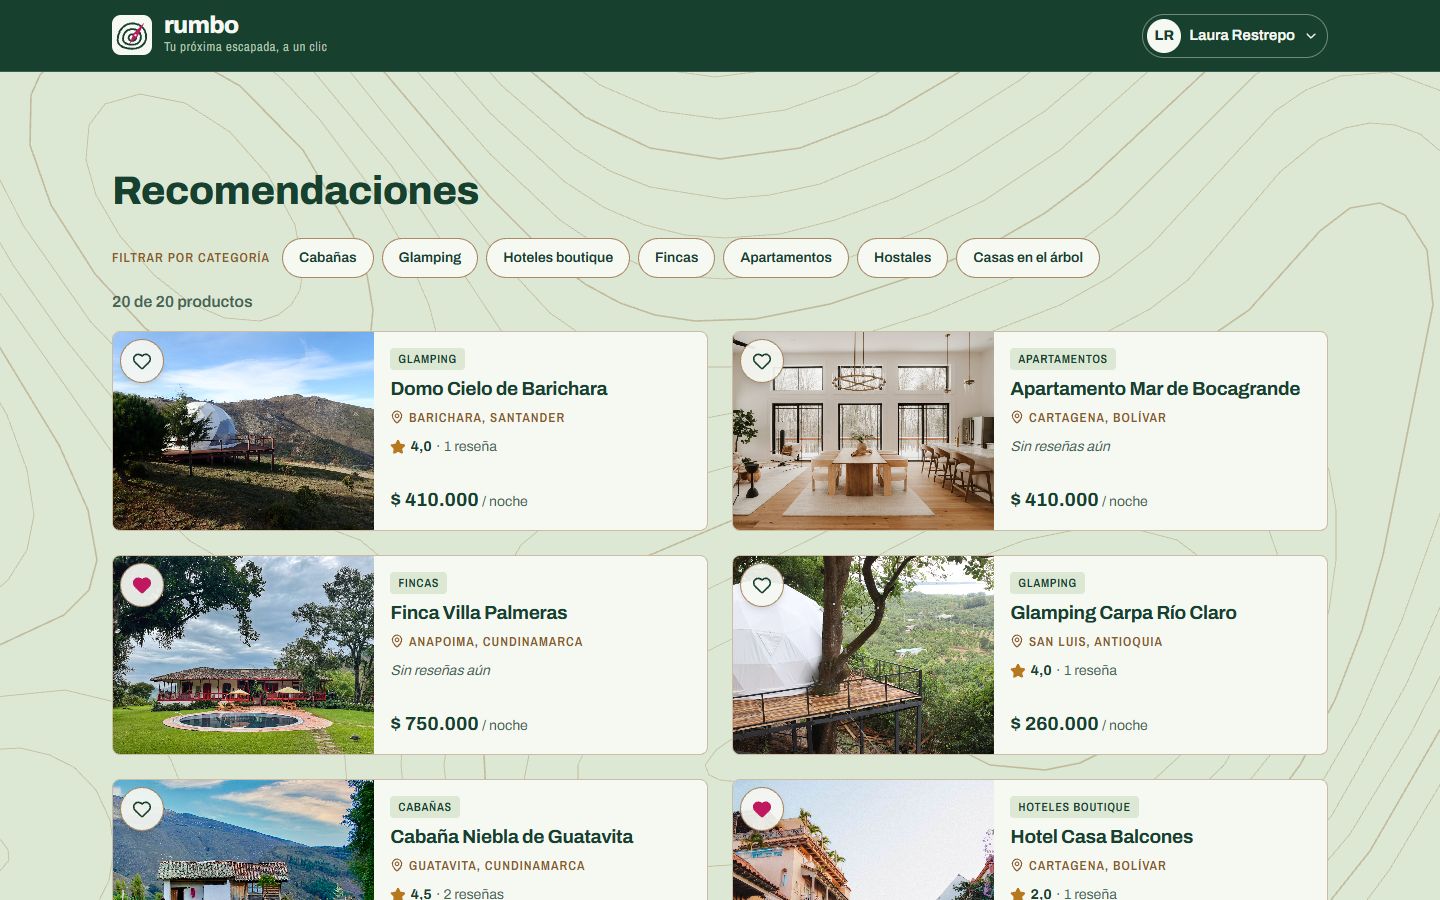 rumbo
Tu próxima escapada, a un clic
LR Laura Restrepo
Recomendaciones
FILTRAR POR CATEGORÍA Cabañas Glamping Hoteles boutique Fincas Apartamentos Hostales Casas en el árbol
20 de 20 productos
GLAMPING
Domo Cielo de Barichara
BARICHARA, SANTANDER
4,0 · 1 reseña
$ 410.000 / noche
APARTAMENTOS
Apartamento Mar de Bocagrande
CARTAGENA, BOLÍVAR
Sin reseñas aún
$ 410.000 / noche
FINCAS
Finca Villa Palmeras
ANAPOIMA, CUNDINAMARCA
Sin reseñas aún
$ 750.000 / noche
GLAMPING
Glamping Carpa Río Claro
SAN LUIS, ANTIOQUIA
4,0 · 1 reseña
$ 260.000 / noche
CABAÑAS
Cabaña Niebla de Guatavita
GUATAVITA, CUNDINAMARCA
4,5 · 2 reseñas
HOTELES BOUTIQUE
Hotel Casa Balcones
CARTAGENA, BOLÍVAR
2,0 · 1 reseña